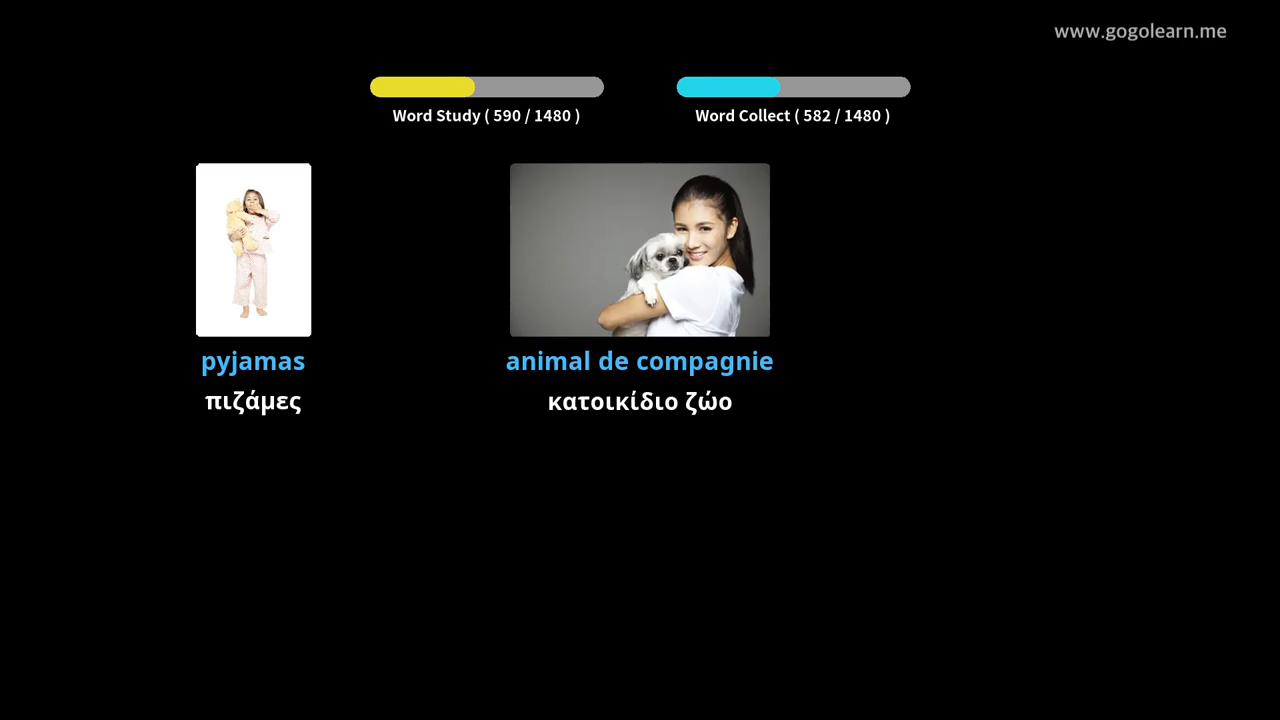 www.gogolearn.me
Word Study ( 590 / 1480 )
Word Collect ( 582 / 1480 )
pyjamas
πιζάμες
animal de compagnie
κατοικίδιο ζώο